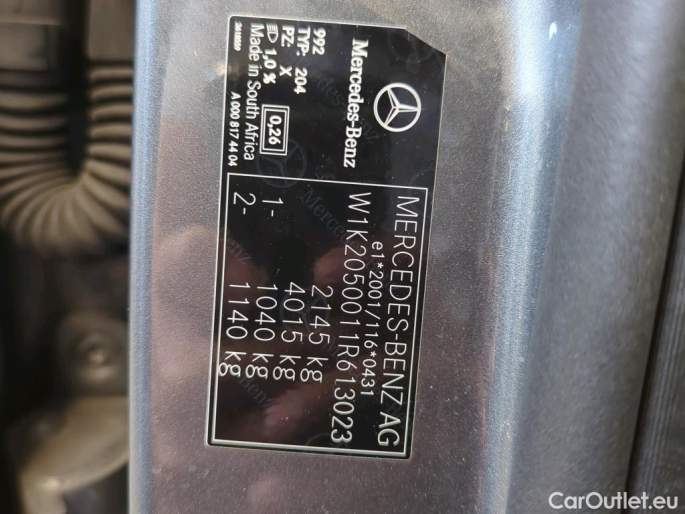 Mercedes-Benz
992
TYP: 204
PZ: X
1,0 %
0,26
Made in South Africa
A 000 817 44 04
MERCEDES-BENZ AG
e1*2001/116*0431
W1K2050011R613023
2145 kg
4015 kg
1- 1040 kg
2- 1140 kg
CarOutlet.eu